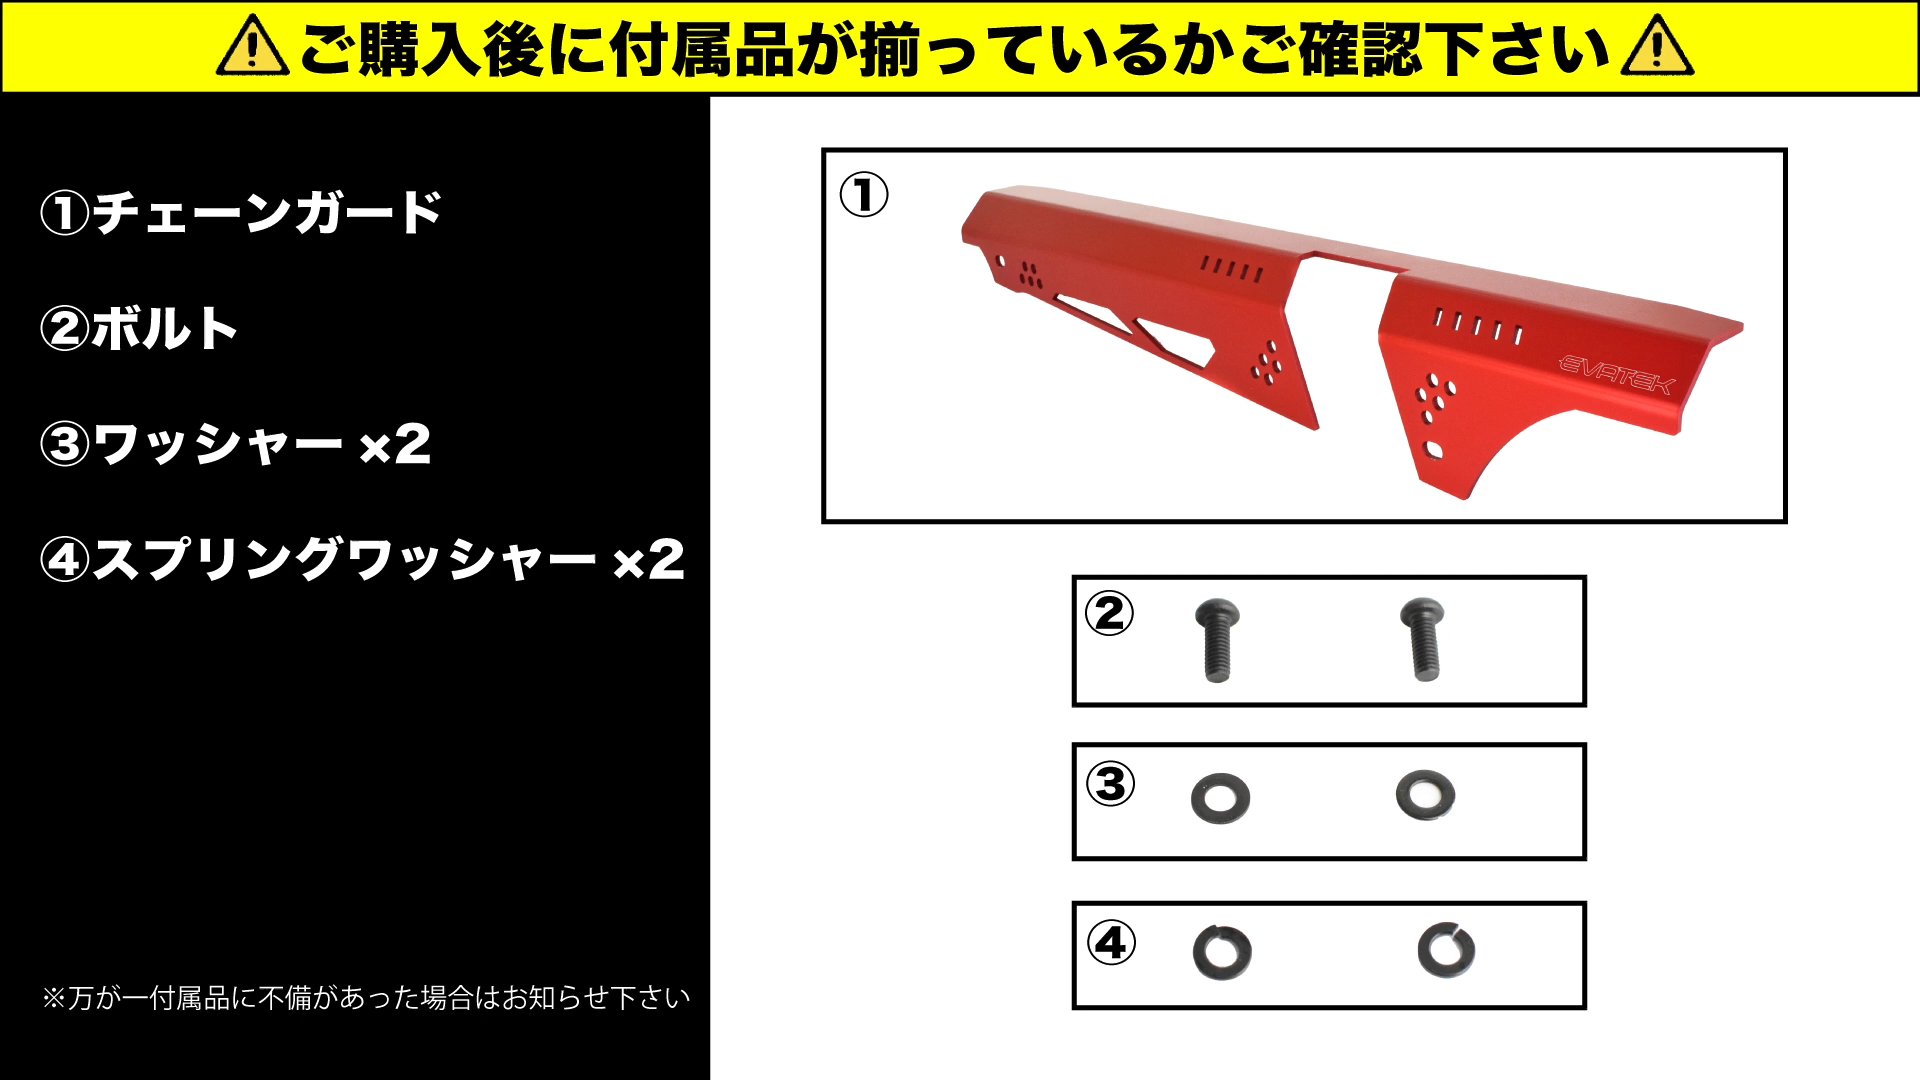 ご購入後に付属品が揃っているかご確認下さい
①チェーンガード
②ボルト
③ワッシャー ×2
④スプリングワッシャー ×2
※万が一付属品に不備があった場合はお知らせ下さい
①
EVATEK
②
③
④